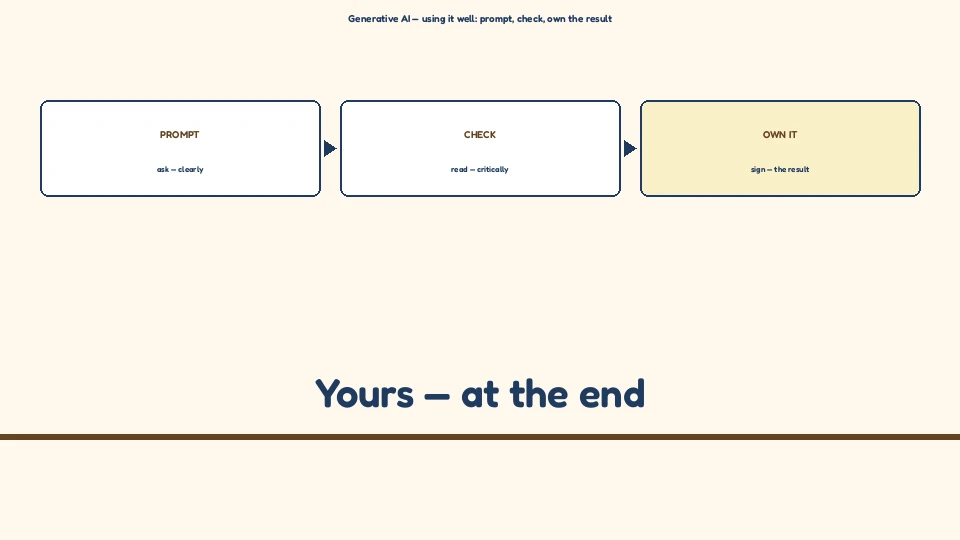 Generative AI — using it well: prompt, check, own the result
PROMPT
ask — clearly
CHECK
read — critically
OWN IT
sign — the result
Yours — at the end